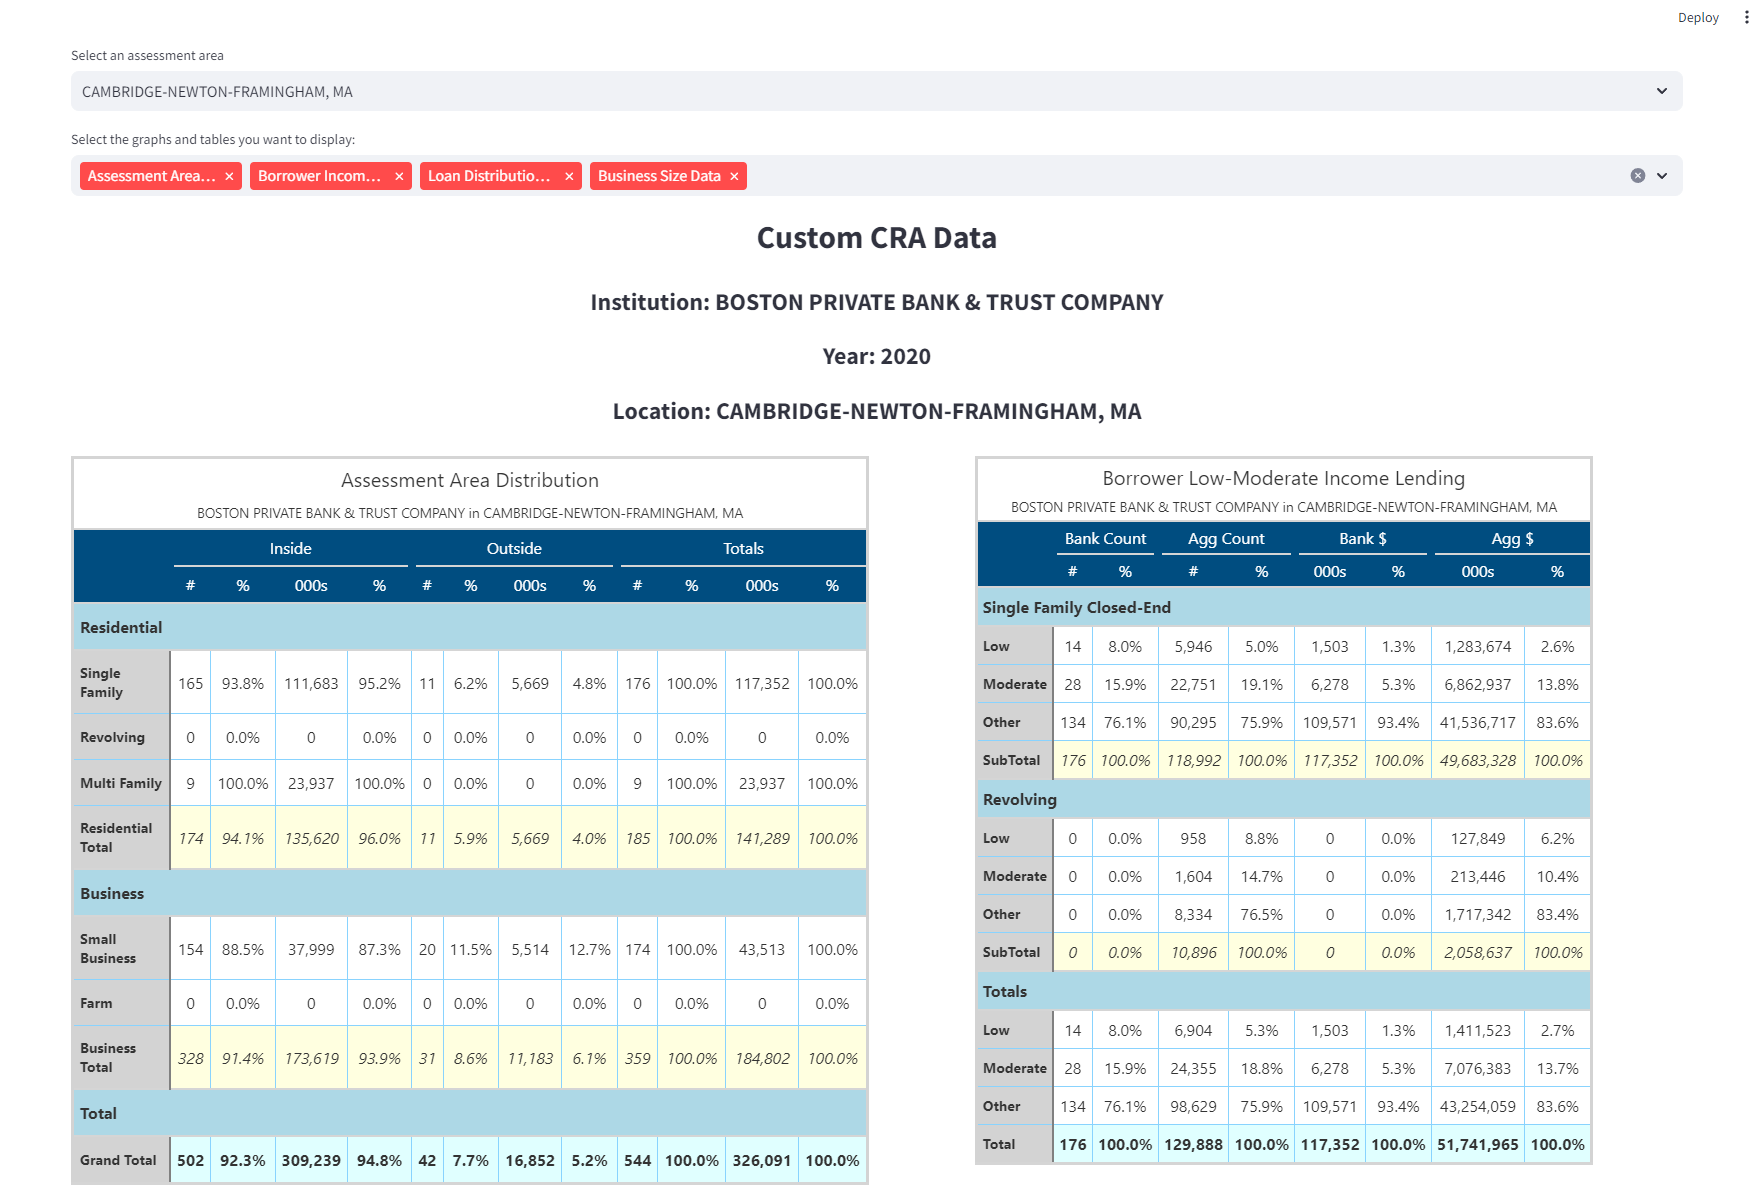 Deploy
Select an assessment area
CAMBRIDGE-NEWTON-FRAMINGHAM, MA
Select the graphs and tables you want to display:
Assessment Area... × Borrower Incom... × Loan Distributio... × Business Size Data ×
Custom CRA Data
Institution: BOSTON PRIVATE BANK & TRUST COMPANY
Year: 2020
Location: CAMBRIDGE-NEWTON-FRAMINGHAM, MA
Assessment Area Distribution
BOSTON PRIVATE BANK & TRUST COMPANY in CAMBRIDGE-NEWTON-FRAMINGHAM, MA
Inside Outside Totals
# % 000s % # % 000s % # % 000s %
Residential
Single
Family
165 93.8% 111,683 95.2% 11 6.2% 5,669 4.8% 176 100.0% 117,352 100.0%
Revolving 0 0.0% 0 0.0% 0 0.0% 0 0.0% 0 0.0% 0 0.0%
Multi Family 9 100.0% 23,937 100.0% 0 0.0% 0 0.0% 9 100.0% 23,937 100.0%
Residential
Total
174 94.1% 135,620 96.0% 11 5.9% 5,669 4.0% 185 100.0% 141,289 100.0%
Business
Small
Business
154 88.5% 37,999 87.3% 20 11.5% 5,514 12.7% 174 100.0% 43,513 100.0%
Farm 0 0.0% 0 0.0% 0 0.0% 0 0.0% 0 0.0% 0 0.0%
Business
Total
328 91.4% 173,619 93.9% 31 8.6% 11,183 6.1% 359 100.0% 184,802 100.0%
Total
Grand Total 502 92.3% 309,239 94.8% 42 7.7% 16,852 5.2% 544 100.0% 326,091 100.0%
Borrower Low-Moderate Income Lending
BOSTON PRIVATE BANK & TRUST COMPANY in CAMBRIDGE-NEWTON-FRAMINGHAM, MA
Bank Count Agg Count Bank $ Agg $
# % # % 000s % 000s %
Single Family Closed-End
Low 14 8.0% 5,946 5.0% 1,503 1.3% 1,283,674 2.6%
Moderate 28 15.9% 22,751 19.1% 6,278 5.3% 6,862,937 13.8%
Other 134 76.1% 90,295 75.9% 109,571 93.4% 41,536,717 83.6%
SubTotal 176 100.0% 118,992 100.0% 117,352 100.0% 49,683,328 100.0%
Revolving
Low 0 0.0% 958 8.8% 0 0.0% 127,849 6.2%
Moderate 0 0.0% 1,604 14.7% 0 0.0% 213,446 10.4%
Other 0 0.0% 8,334 76.5% 0 0.0% 1,717,342 83.4%
SubTotal 0 0.0% 10,896 100.0% 0 0.0% 2,058,637 100.0%
Totals
Low 14 8.0% 6,904 5.3% 1,503 1.3% 1,411,523 2.7%
Moderate 28 15.9% 24,355 18.8% 6,278 5.3% 7,076,383 13.7%
Other 134 76.1% 98,629 75.9% 109,571 93.4% 43,254,059 83.6%
Total 176 100.0% 129,888 100.0% 117,352 100.0% 51,741,965 100.0%